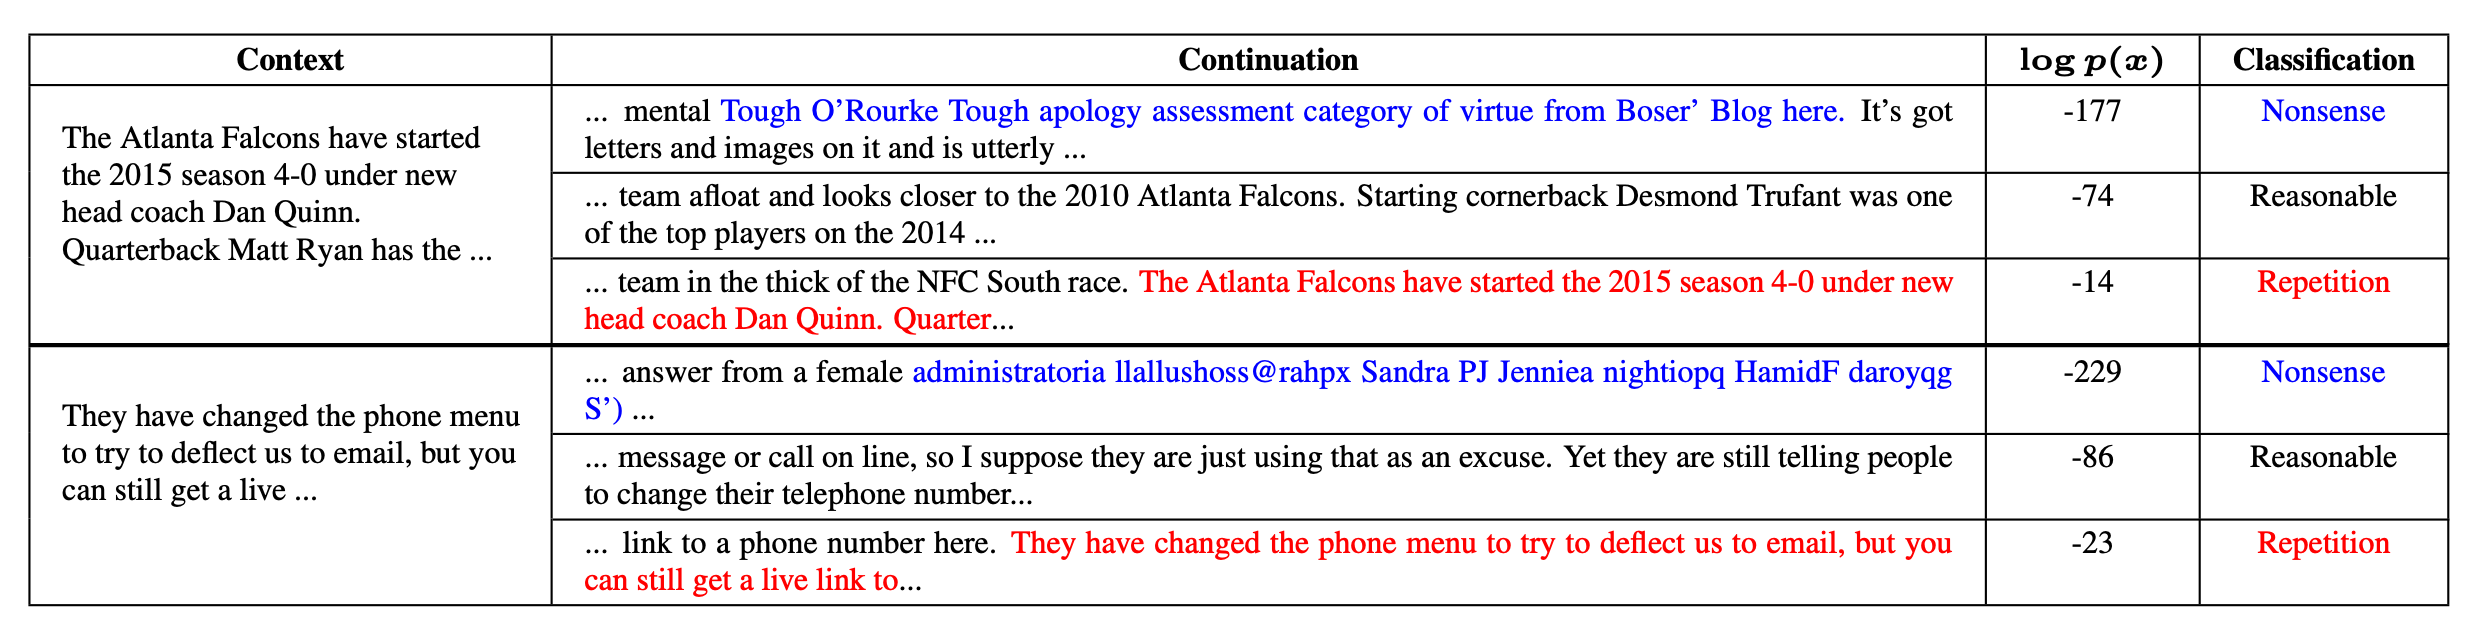 Context Continuation log p(x) Classification
The Atlanta Falcons have started
the 2015 season 4-0 under new
head coach Dan Quinn.
Quarterback Matt Ryan has the ...
... mental Tough O’Rourke Tough apology assessment category of virtue from Boser’ Blog here. It’s got
letters and images on it and is utterly ...
-177 Nonsense
... team afloat and looks closer to the 2010 Atlanta Falcons. Starting cornerback Desmond Trufant was one
of the top players on the 2014 ...
-74 Reasonable
... team in the thick of the NFC South race. The Atlanta Falcons have started the 2015 season 4-0 under new
head coach Dan Quinn. Quarter...
-14 Repetition
They have changed the phone menu
to try to deflect us to email, but you
can still get a live ...
... answer from a female administratoria llallushoss@rahpx Sandra PJ Jenniea nightiopq HamidF daroyqg
S’) ...
-229 Nonsense
... message or call on line, so I suppose they are just using that as an excuse. Yet they are still telling people
to change their telephone number...
-86 Reasonable
... link to a phone number here. They have changed the phone menu to try to deflect us to email, but you
can still get a live link to...
-23 Repetition